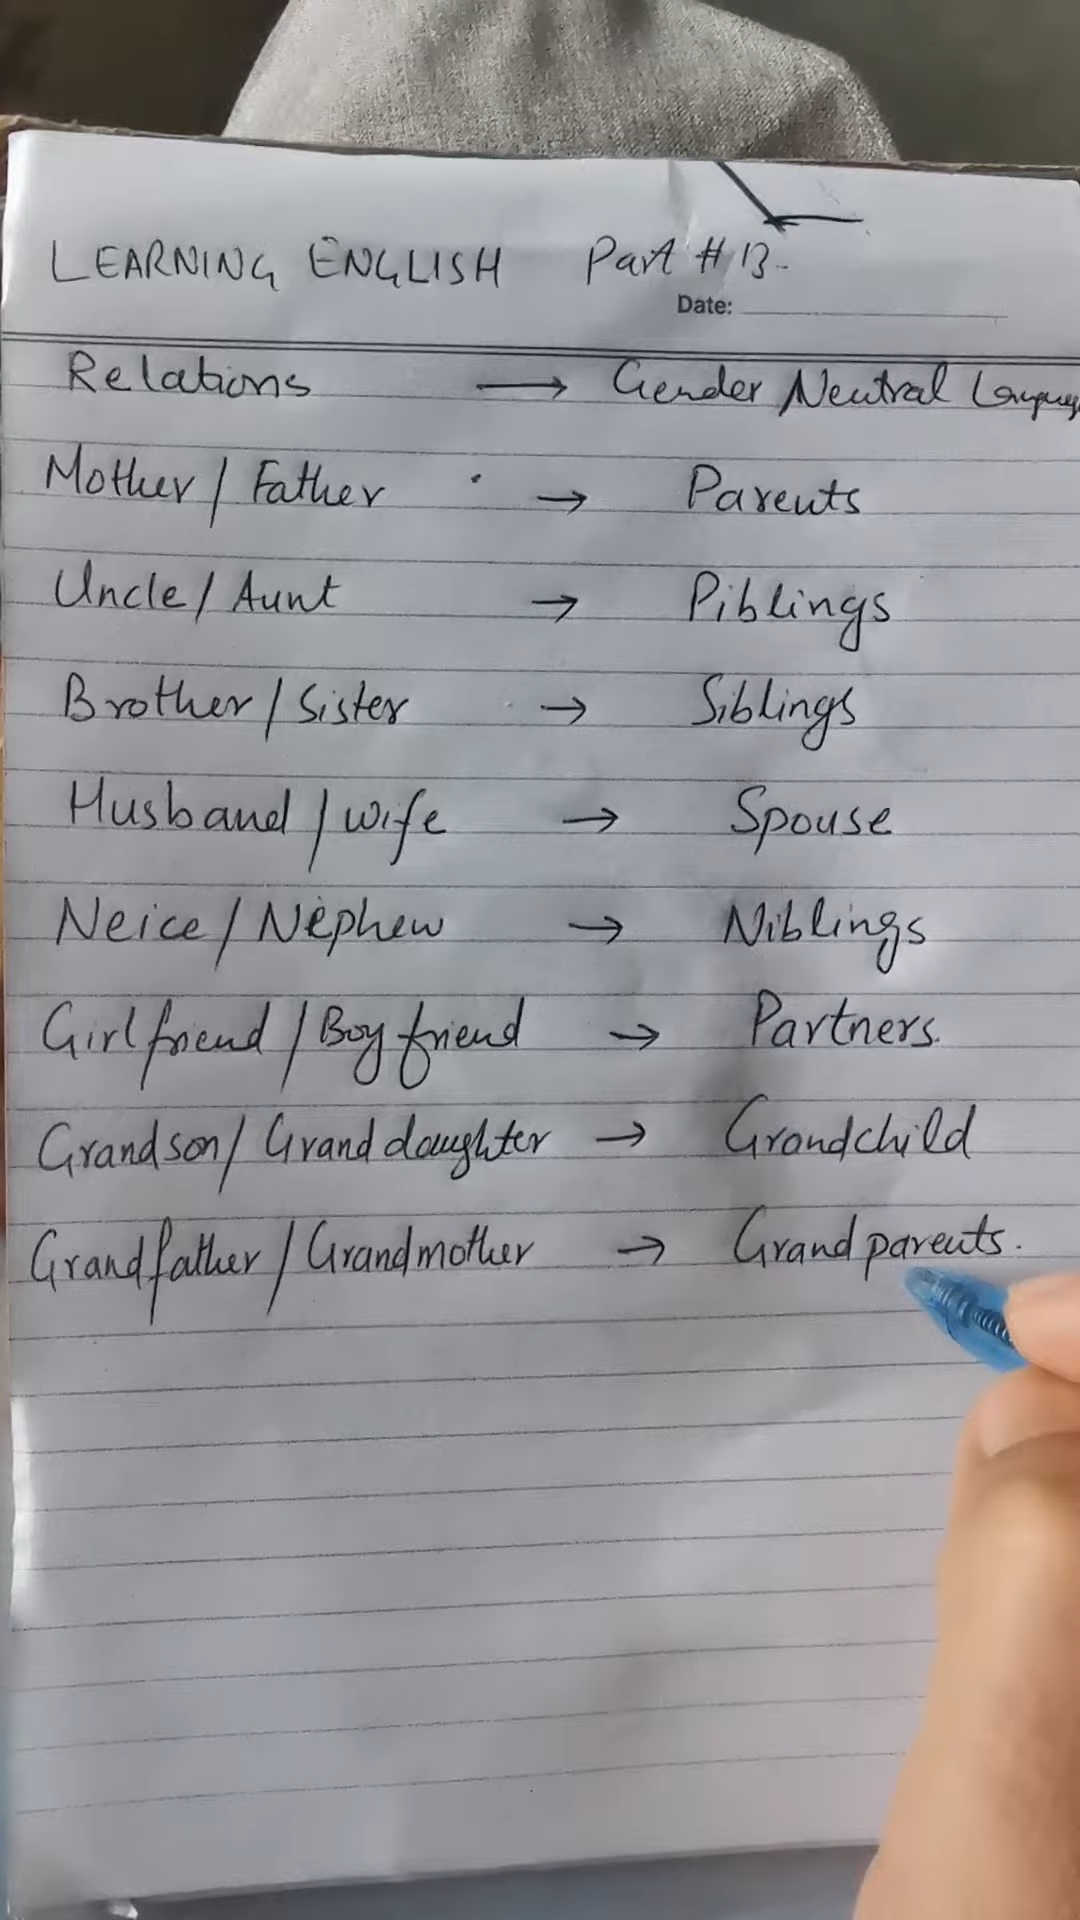 LEARNING ENGLISH Part # 13-
Date:
Relations → Gender Neutral Language
Mother / Father → Parents
Uncle / Aunt → Piblings
Brother / Sister → Siblings
Husband / Wife → Spouse
Neice / Nephew → Niblings
Girlfriend / Boyfriend → Partners.
Grandson / Granddaughter → Grandchild
Grandfather / Grandmother → Grandparents.